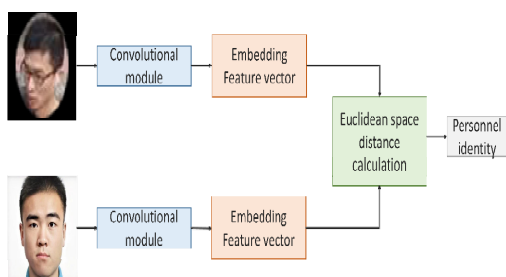 Convolutional
module
Embedding
Feature vector
Euclidean space
distance
calculation
Personnel
identity
Convolutional
module
Embedding
Feature vector